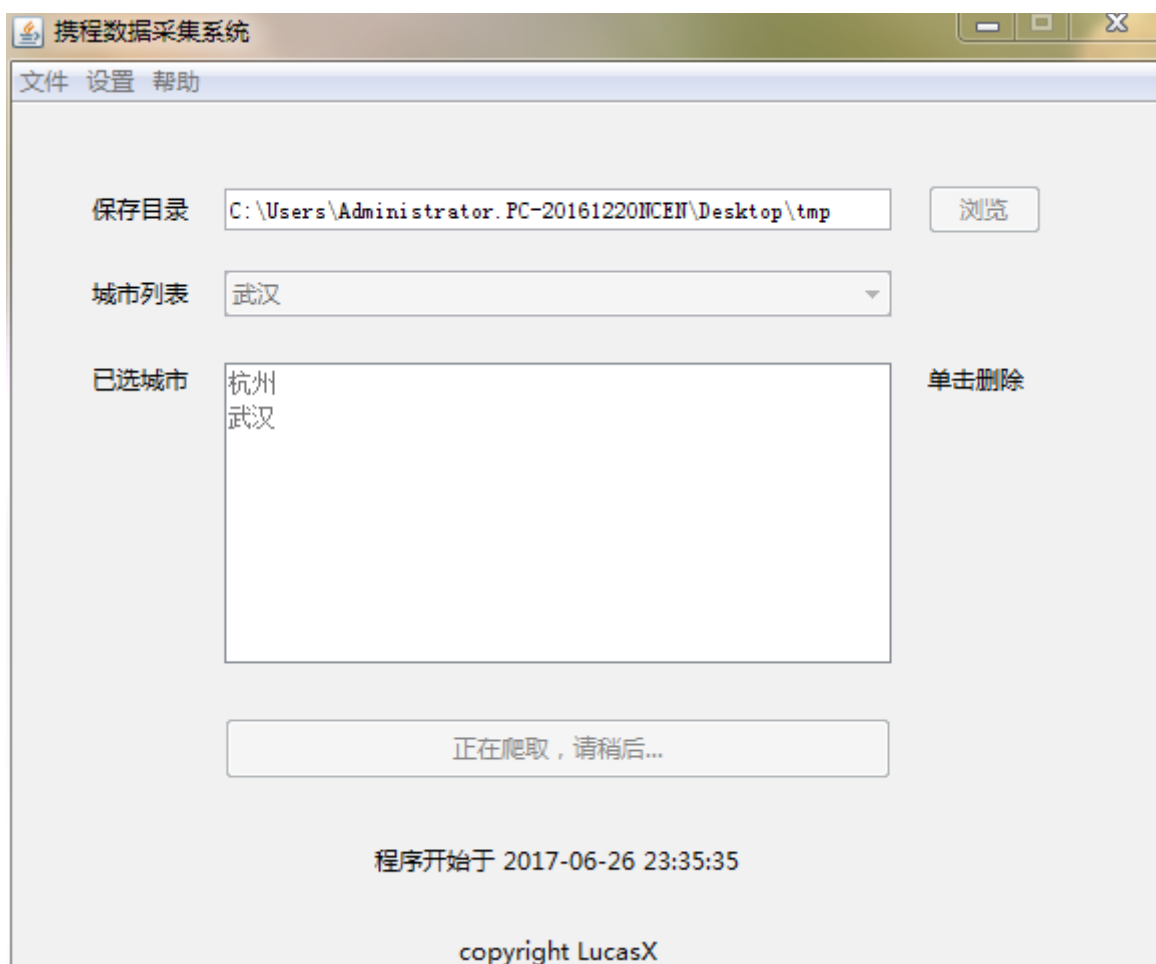 携程数据采集系统
文件 设置 帮助
保存目录 C:\Users\Administrator.PC-20161220NCEN\Desktop\tmp 浏览
城市列表 武汉
已选城市 杭州 单击删除
武汉
正在爬取，请稍后...
程序开始于 2017-06-26 23:35:35
copyright LucasX